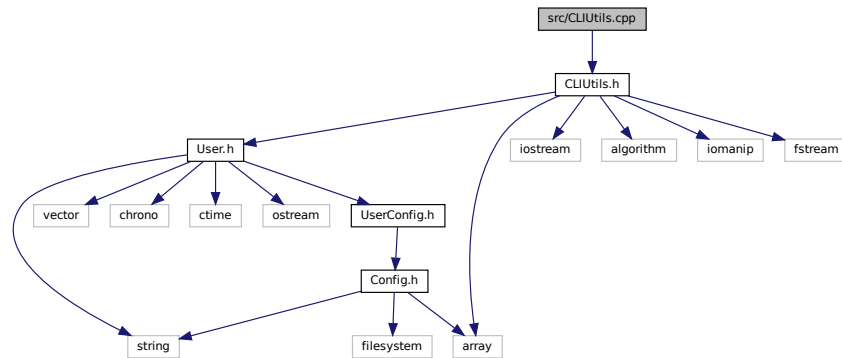 src/CLIUtils.cpp
CLIUtils.h
User.h
iostream
algorithm
iomanip
fstream
vector
chrono
ctime
ostream
UserConfig.h
Config.h
string
filesystem
array